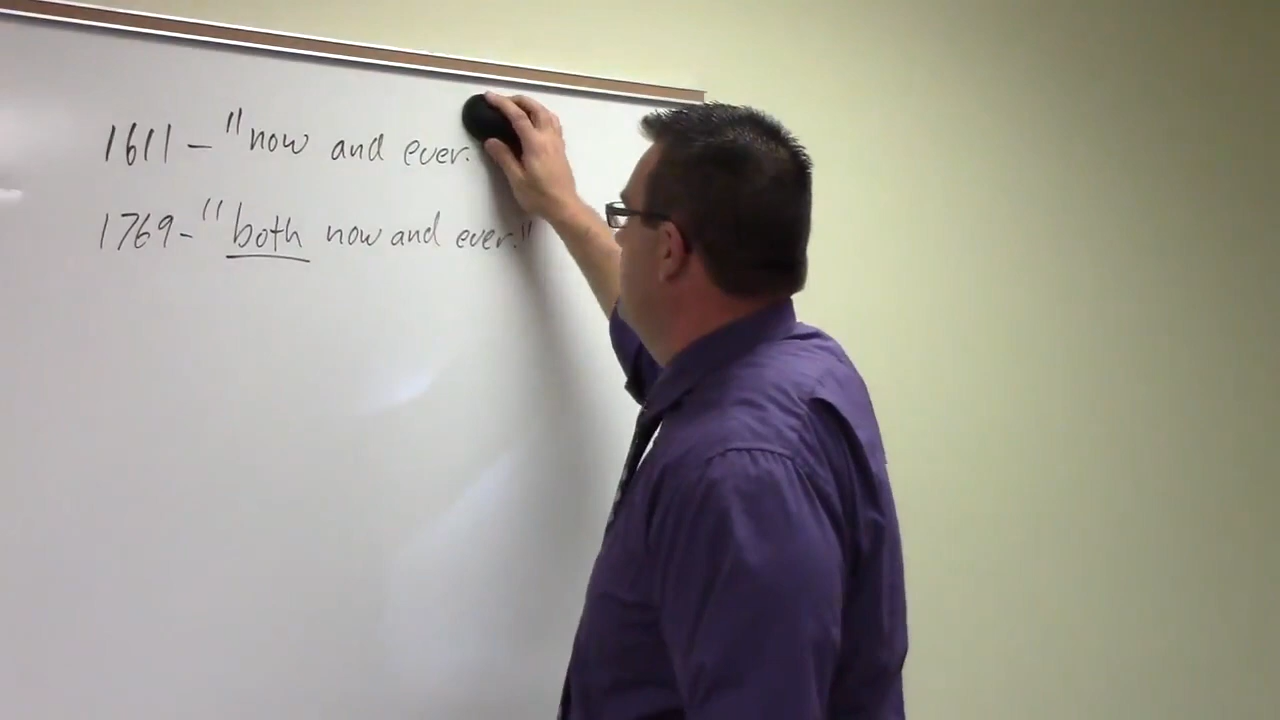 1611 - "now and ever.
1769 - "both now and ever."